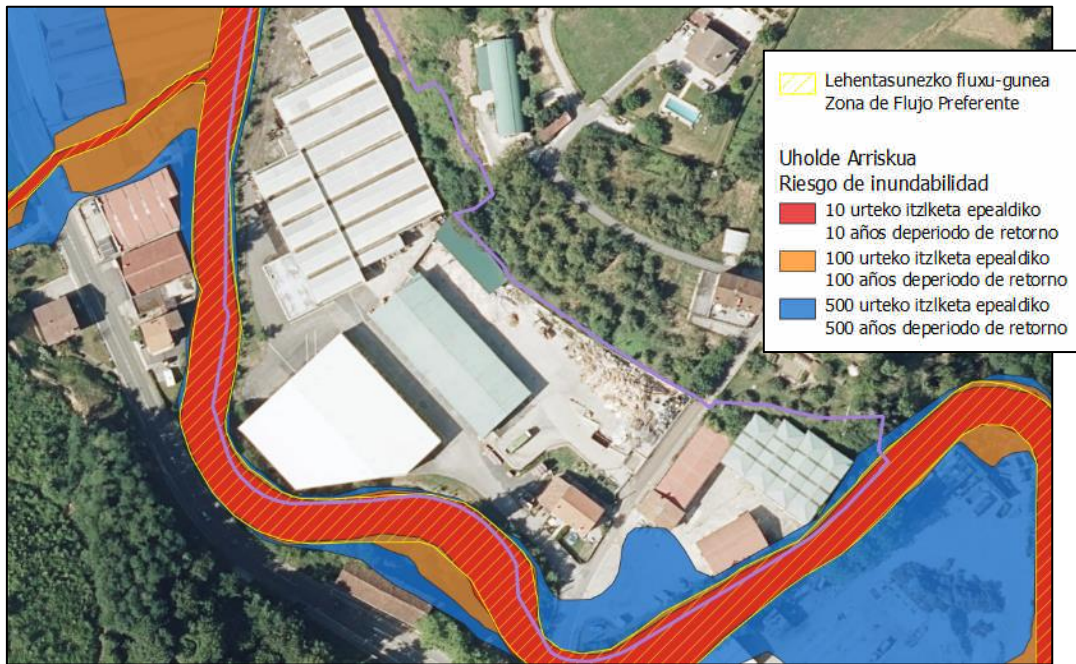 Lehentasunezko fluxu-gunea
Zona de Flujo Preferente
Uholde Arriskua
Riesgo de inundabilidad
10 urteko itzlketa epealdiko
10 años deperiodo de retorno
100 urteko itzlketa epealdiko
100 años deperiodo de retorno
500 urteko itzlketa epealdiko
500 años deperiodo de retorno